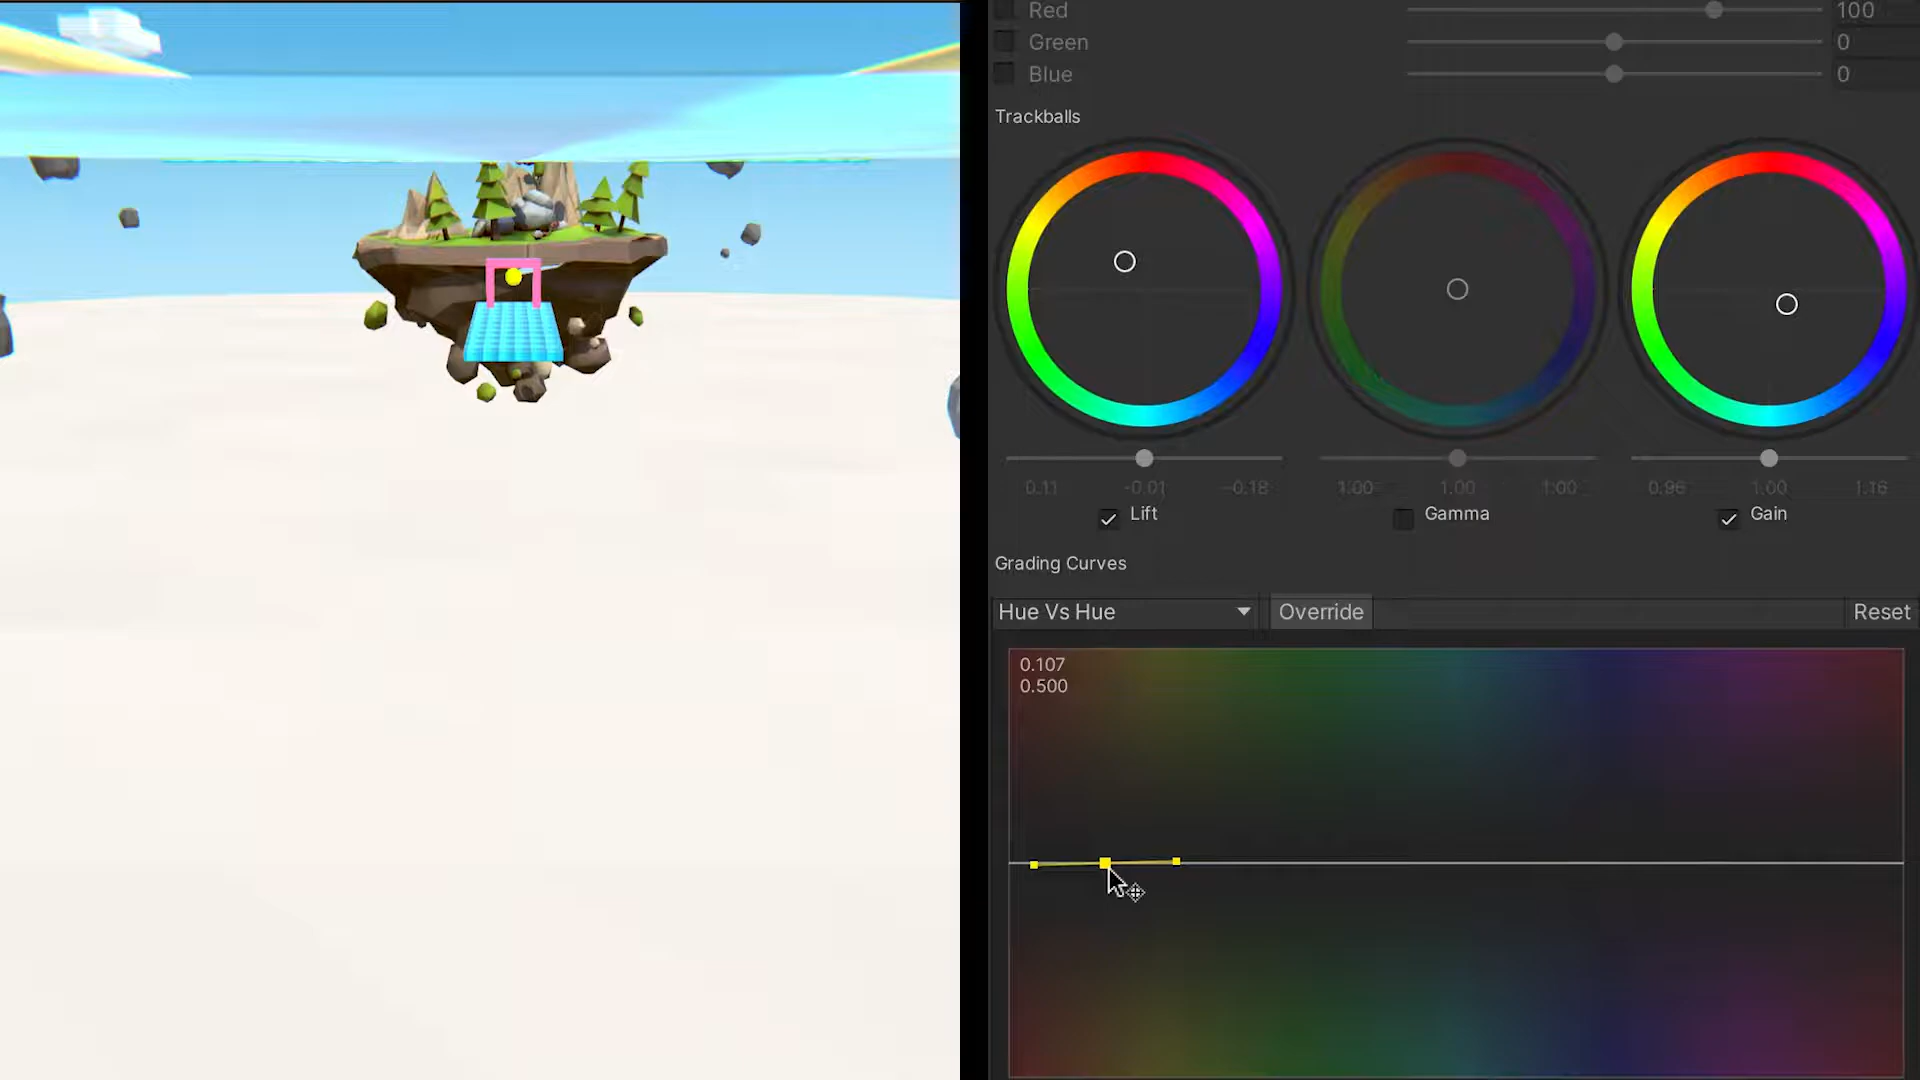 Red 100
Green 0
Blue 0
Trackballs
0.11 -0.01 -0.18 1.00 1.00 1.00 0.96 1.00 1.16
Lift Gamma Gain
Grading Curves
Hue Vs Hue Override Reset
0.107
0.500